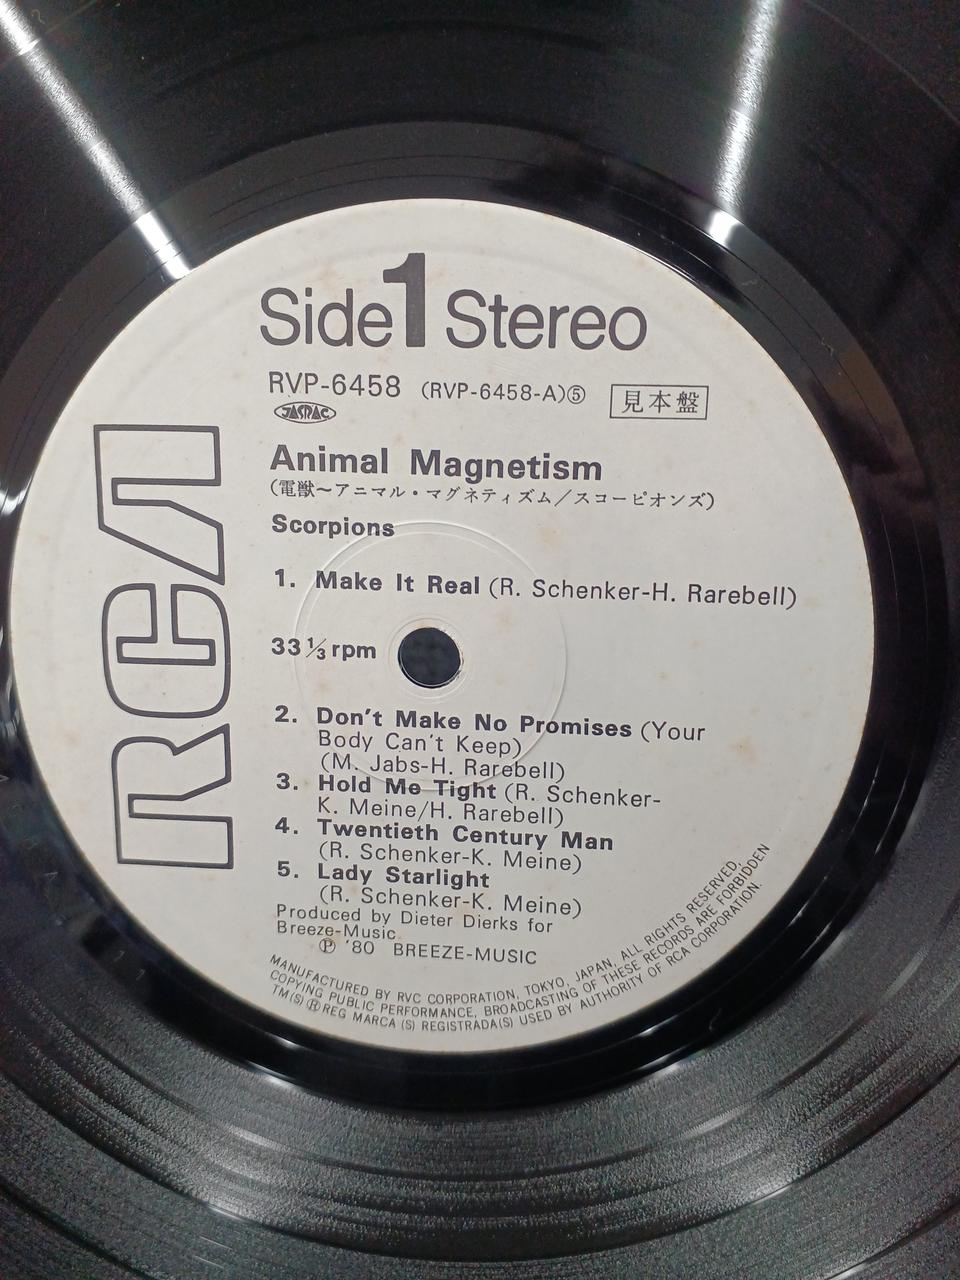 Side 1 Stereo
RVP-6458 (RVP-6458-A)⑤ 見本盤
JASRAC
Animal Magnetism
(電獣〜アニマル・マグネティズム/スコーピオンズ)
Scorpions
1. Make It Real (R. Schenker-H. Rarebell)
33 1/3 rpm
2. Don't Make No Promises (Your
Body Can't Keep)
(M. Jabs-H. Rarebell)
3. Hold Me Tight (R. Schenker-
K. Meine/H. Rarebell)
4. Twentieth Century Man
(R. Schenker-K. Meine)
5. Lady Starlight
(R. Schenker-K. Meine)
Produced by Dieter Dierks for
Breeze-Music
℗ '80 BREEZE-MUSIC
MANUFACTURED BY RVC CORPORATION, TOKYO, JAPAN, ALL RIGHTS RESERVED,
COPYING PUBLIC PERFORMANCE, BROADCASTING OF THESE RECORDS ARE FORBIDDEN
TM(S) ® REG MARCA (S) REGISTRADA(S) USED BY AUTHORITY OF RCA CORPORATION.
RCA